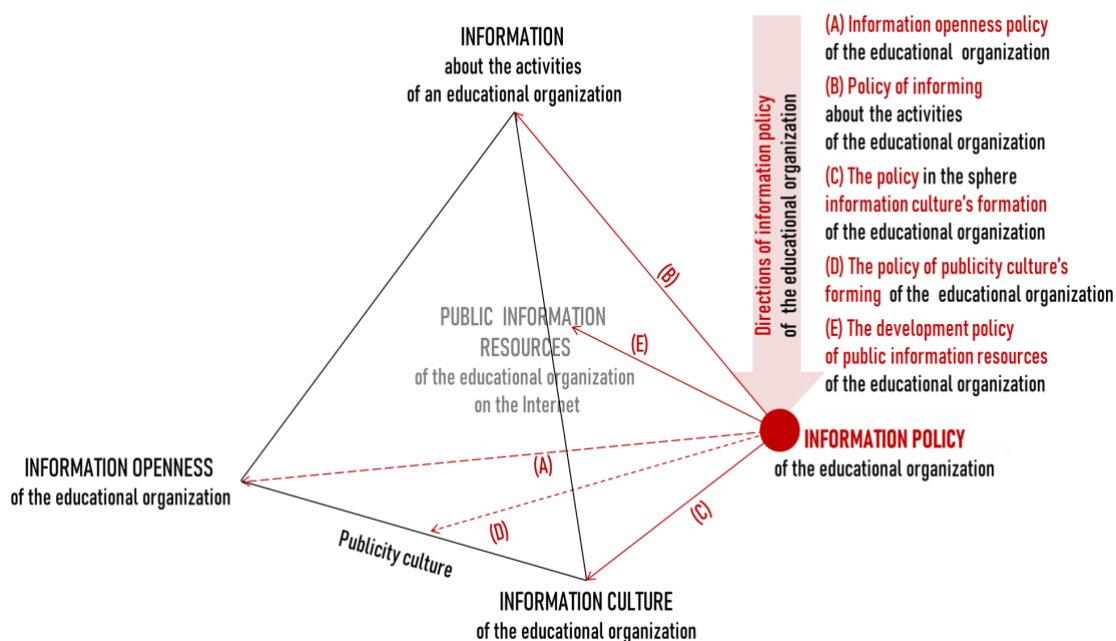 INFORMATION
about the activities
of an educational organization
PUBLIC INFORMATION
RESOURCES
of the educational organization
on the Internet
INFORMATION OPENNESS
of the educational organization
Publicity culture
INFORMATION CULTURE
of the educational organization
(B)
(E)
(A)
(D)
(C)
INFORMATION POLICY
of the educational organization
Directions of information policy
of the educational organization
(A) Information openness policy
of the educational organization
(B) Policy of informing
about the activities
of the educational organization
(C) The policy in the sphere
information culture's formation
of the educational organization
(D) The policy of publicity culture's
forming of the educational organization
(E) The development policy
of public information resources
of the educational organization